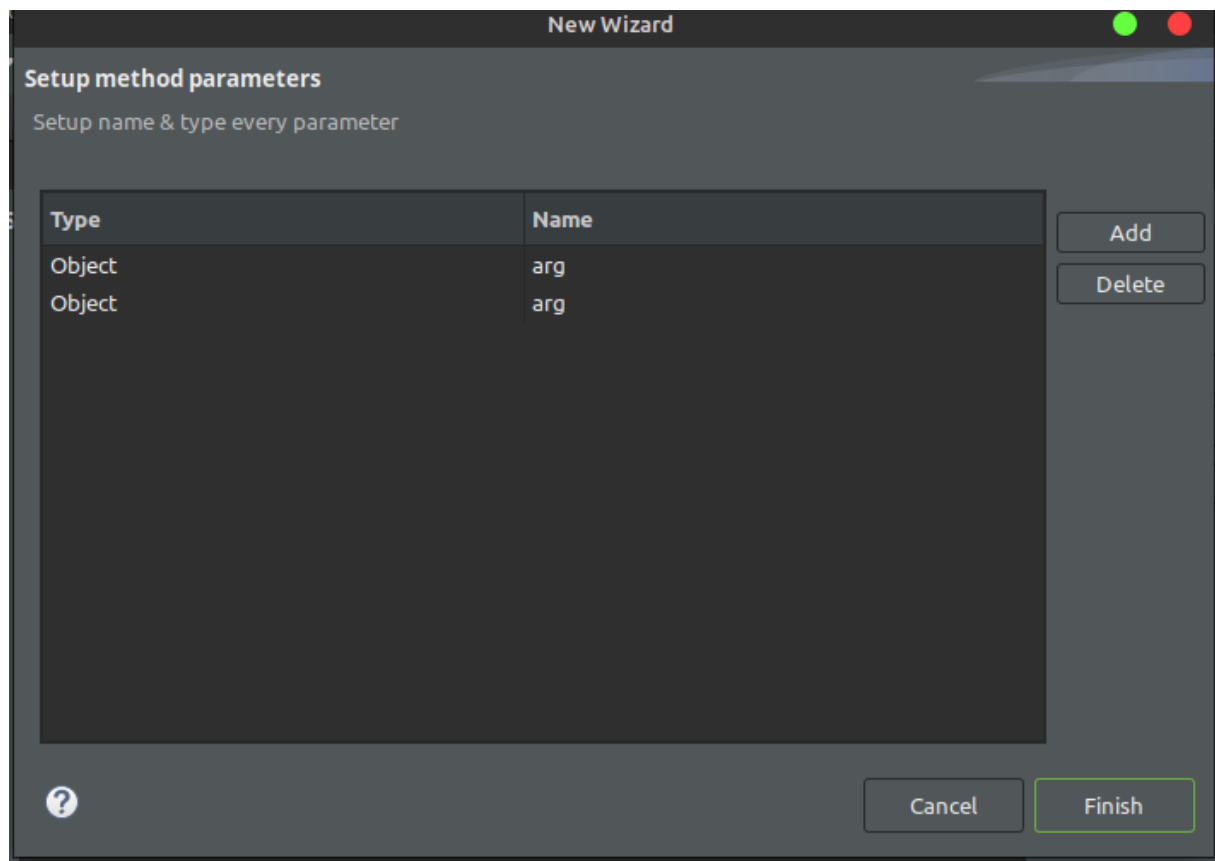 New Wizard
Setup method parameters
Setup name & type every parameter
Type Name
Add
Object arg
Delete
Object arg
?
Cancel Finish